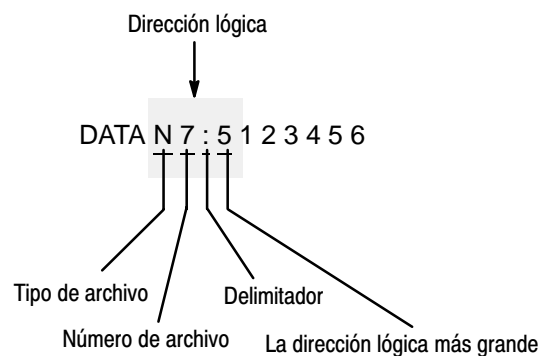 Dirección lógica
DATA N 7 : 5 1 2 3 4 5 6
Tipo de archivo
Delimitador
Número de archivo
La dirección lógica más grande